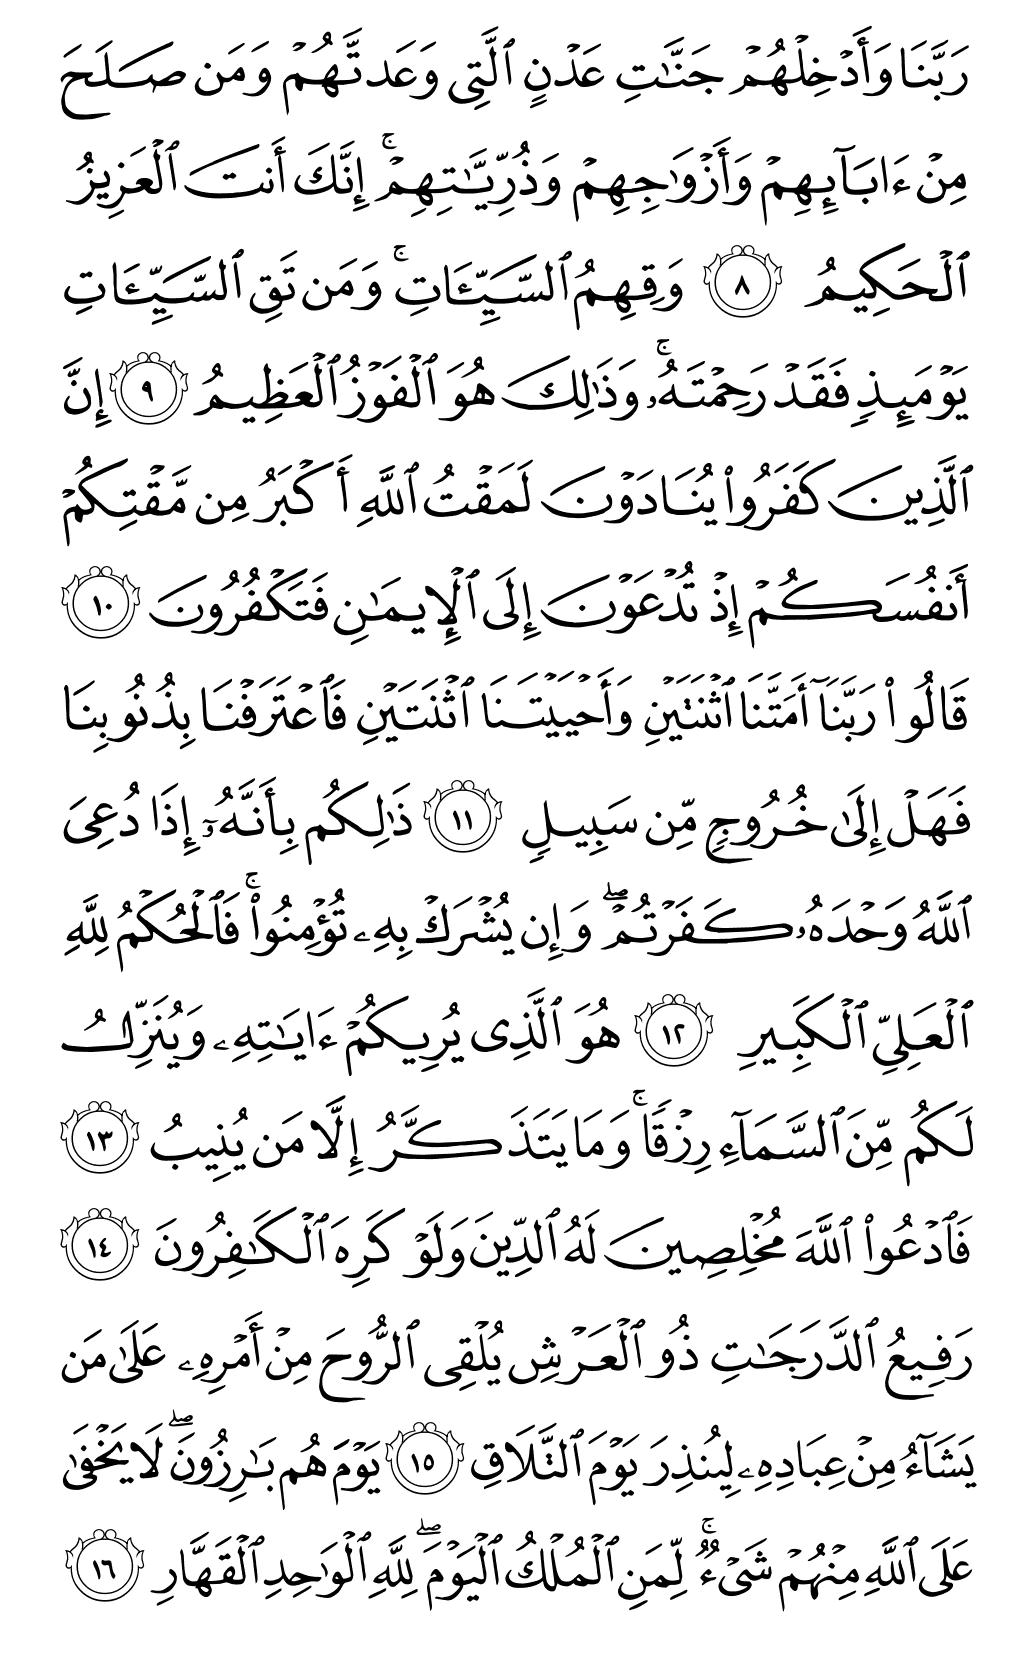 رَبَّنَا وَأَدۡخِلۡهُمۡ جَنَّٰتِ عَدۡنٍ ٱلَّتِي وَعَدتَّهُمۡ وَمَن صَلَحَ
مِنۡ ءَابَآئِهِمۡ وَأَزۡوَٰجِهِمۡ وَذُرِّيَّٰتِهِمۡۚ إِنَّكَ أَنتَ ٱلۡعَزِيزُ
ٱلۡحَكِيمُ ٨ وَقِهِمُ ٱلسَّيِّـَٔاتِۚ وَمَن تَقِ ٱلسَّيِّـَٔاتِ
يَوۡمَئِذٖ فَقَدۡ رَحِمۡتَهُۥۚ وَذَٰلِكَ هُوَ ٱلۡفَوۡزُ ٱلۡعَظِيمُ ٩ إِنَّ
ٱلَّذِينَ كَفَرُواْ يُنَادَوۡنَ لَمَقۡتُ ٱللَّهِ أَكۡبَرُ مِن مَّقۡتِكُمۡ
أَنفُسَكُمۡ إِذۡ تُدۡعَوۡنَ إِلَى ٱلۡإِيمَٰنِ فَتَكۡفُرُونَ ١٠
قَالُواْ رَبَّنَآ أَمَتَّنَا ٱثۡنَتَيۡنِ وَأَحۡيَيۡتَنَا ٱثۡنَتَيۡنِ فَٱعۡتَرَفۡنَا بِذُنُوبِنَا
فَهَلۡ إِلَىٰ خُرُوجٖ مِّن سَبِيلٖ ١١ ذَٰلِكُم بِأَنَّهُۥٓ إِذَا دُعِيَ
ٱللَّهُ وَحۡدَهُۥ كَفَرۡتُمۡ وَإِن يُشۡرَكۡ بِهِۦ تُؤۡمِنُواْۚ فَٱلۡحُكۡمُ لِلَّهِ
ٱلۡعَلِيِّ ٱلۡكَبِيرِ ١٢ هُوَ ٱلَّذِي يُرِيكُمۡ ءَايَٰتِهِۦ وَيُنَزِّلُ
لَكُم مِّنَ ٱلسَّمَآءِ رِزۡقٗاۚ وَمَا يَتَذَكَّرُ إِلَّا مَن يُنِيبُ ١٣
فَٱدۡعُواْ ٱللَّهَ مُخۡلِصِينَ لَهُ ٱلدِّينَ وَلَوۡ كَرِهَ ٱلۡكَٰفِرُونَ ١٤
رَفِيعُ ٱلدَّرَجَٰتِ ذُو ٱلۡعَرۡشِ يُلۡقِي ٱلرُّوحَ مِنۡ أَمۡرِهِۦ عَلَىٰ مَن
يَشَآءُ مِنۡ عِبَادِهِۦ لِيُنذِرَ يَوۡمَ ٱلتَّلَاقِ ١٥ يَوۡمَ هُم بَٰرِزُونَۖ لَا يَخۡفَىٰ
عَلَى ٱللَّهِ مِنۡهُمۡ شَيۡءٞۚ لِّمَنِ ٱلۡمُلۡكُ ٱلۡيَوۡمَۖ لِلَّهِ ٱلۡوَٰحِدِ ٱلۡقَهَّارِ ١٦